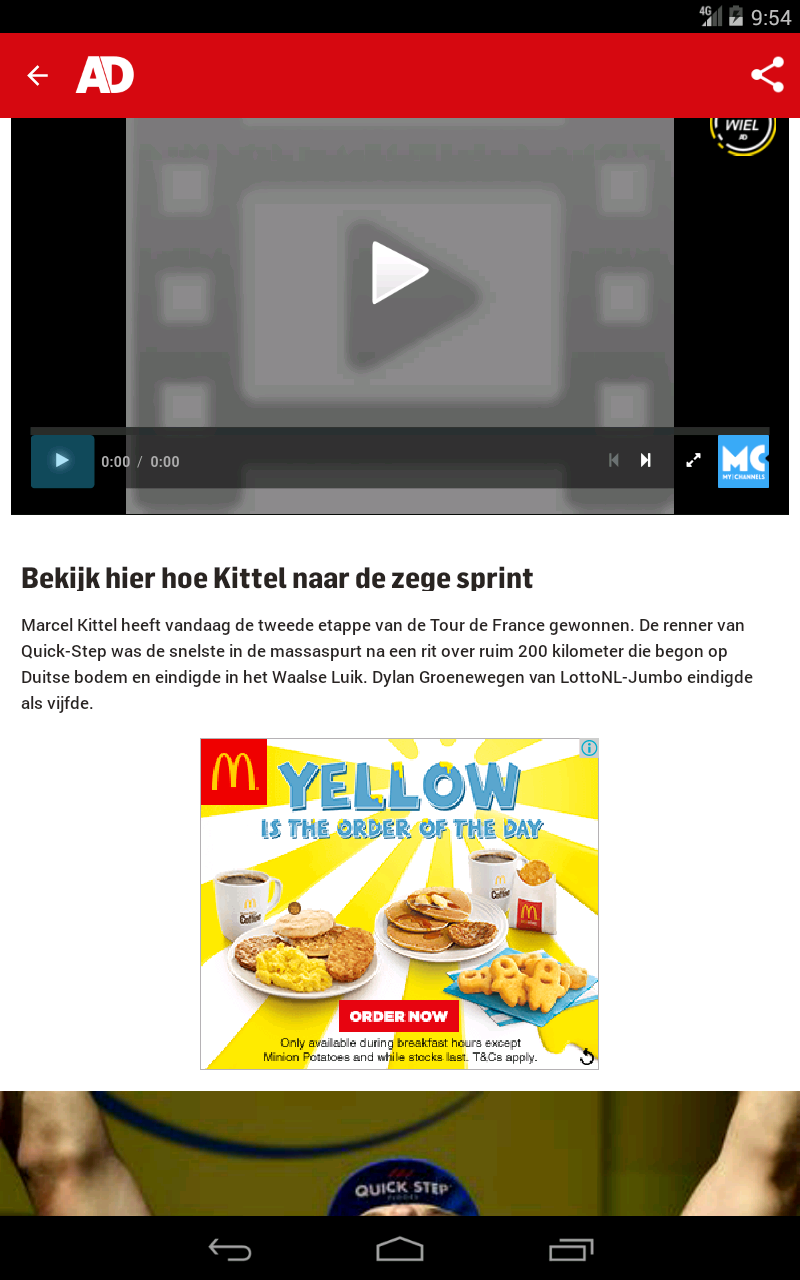 4G
9:54
AD
WIEL
AD
0:00 / 0:00
MC
MY CHANNELS
Bekijk hier hoe Kittel naar de zege sprint
Marcel Kittel heeft vandaag de tweede etappe van de Tour de France gewonnen. De renner van
Quick-Step was de snelste in de massaspurt na een rit over ruim 200 kilometer die begon op
Duitse bodem en eindigde in het Waalse Luik. Dylan Groenewegen van LottoNL-Jumbo eindigde
als vijfde.
YELLOW
IS THE ORDER OF THE DAY
Coffee
Coffee
ORDER NOW
Only available during breakfast hours except
Minion Potatoes and while stocks last. T&Cs apply.
QUICK STEP
FLOORS